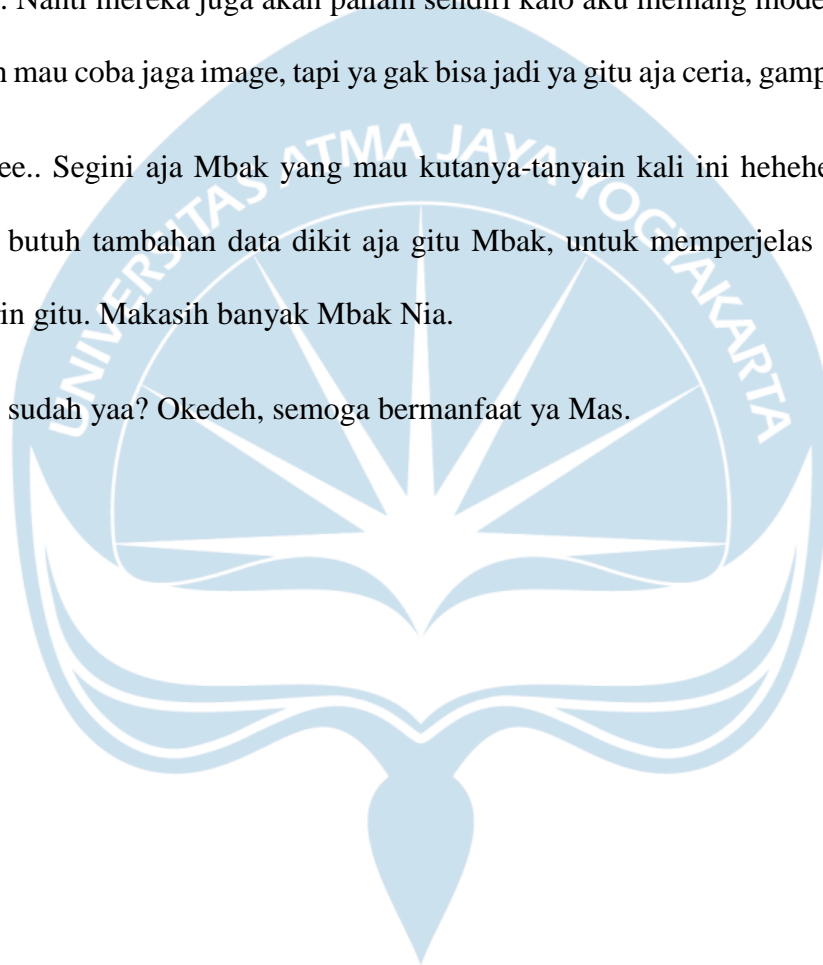 . Nanti mereka juga akan paham sendiri kalo aku memang mode
n mau coba jaga image, tapi ya gak bisa jadi ya gitu aja ceria, gamp
ee.. Segini aja Mbak yang mau kutanya-tanyain kali ini hehehe
butuh tambahan data dikit aja gitu Mbak, untuk memperjelas
in gitu. Makasih banyak Mbak Nia.
sudah yaa? Okedeh, semoga bermanfaat ya Mas.
UNIVERSITAS ATMA JAYA YOGYAKARTA